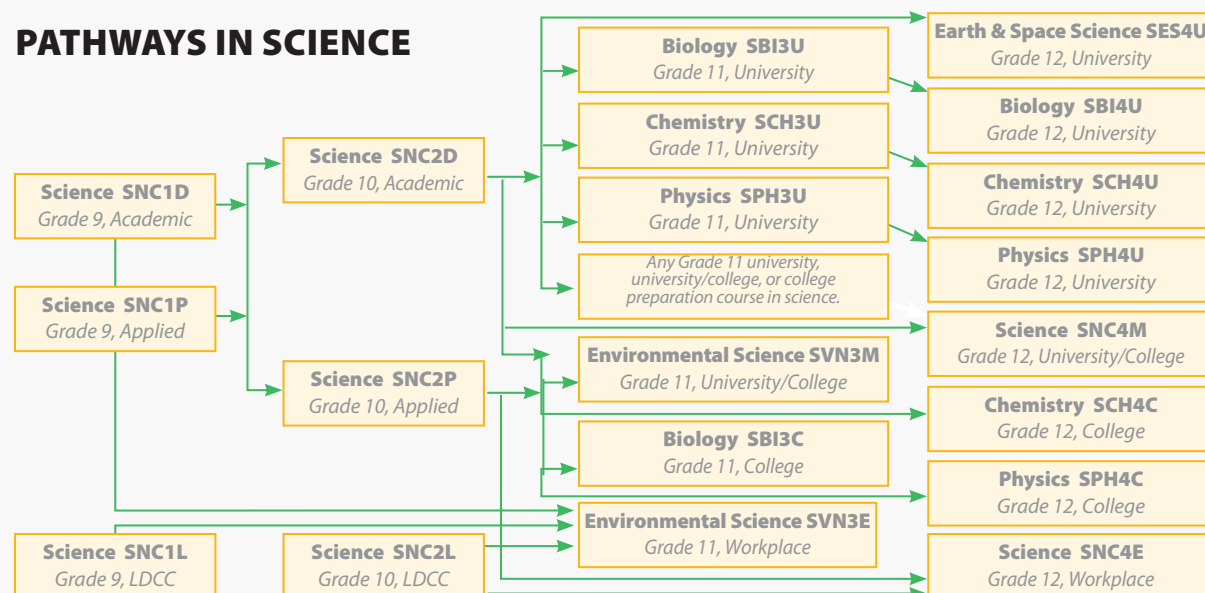 PATHWAYS IN SCIENCE
Science SNC1D
Grade 9, Academic
Science SNC1P
Grade 9, Applied
Science SNC1L
Grade 9, LDCC
Science SNC2D
Grade 10, Academic
Science SNC2P
Grade 10, Applied
Science SNC2L
Grade 10, LDCC
Biology SBI3U
Grade 11, University
Chemistry SCH3U
Grade 11, University
Physics SPH3U
Grade 11, University
Any Grade 11 university,
university/college, or college
preparation course in science.
Environmental Science SVN3M
Grade 11, University/College
Biology SBI3C
Grade 11, College
Environmental Science SVN3E
Grade 11, Workplace
Earth & Space Science SES4U
Grade 12, University
Biology SBI4U
Grade 12, University
Chemistry SCH4U
Grade 12, University
Physics SPH4U
Grade 12, University
Science SNC4M
Grade 12, University/College
Chemistry SCH4C
Grade 12, College
Physics SPH4C
Grade 12, College
Science SNC4E
Grade 12, Workplace